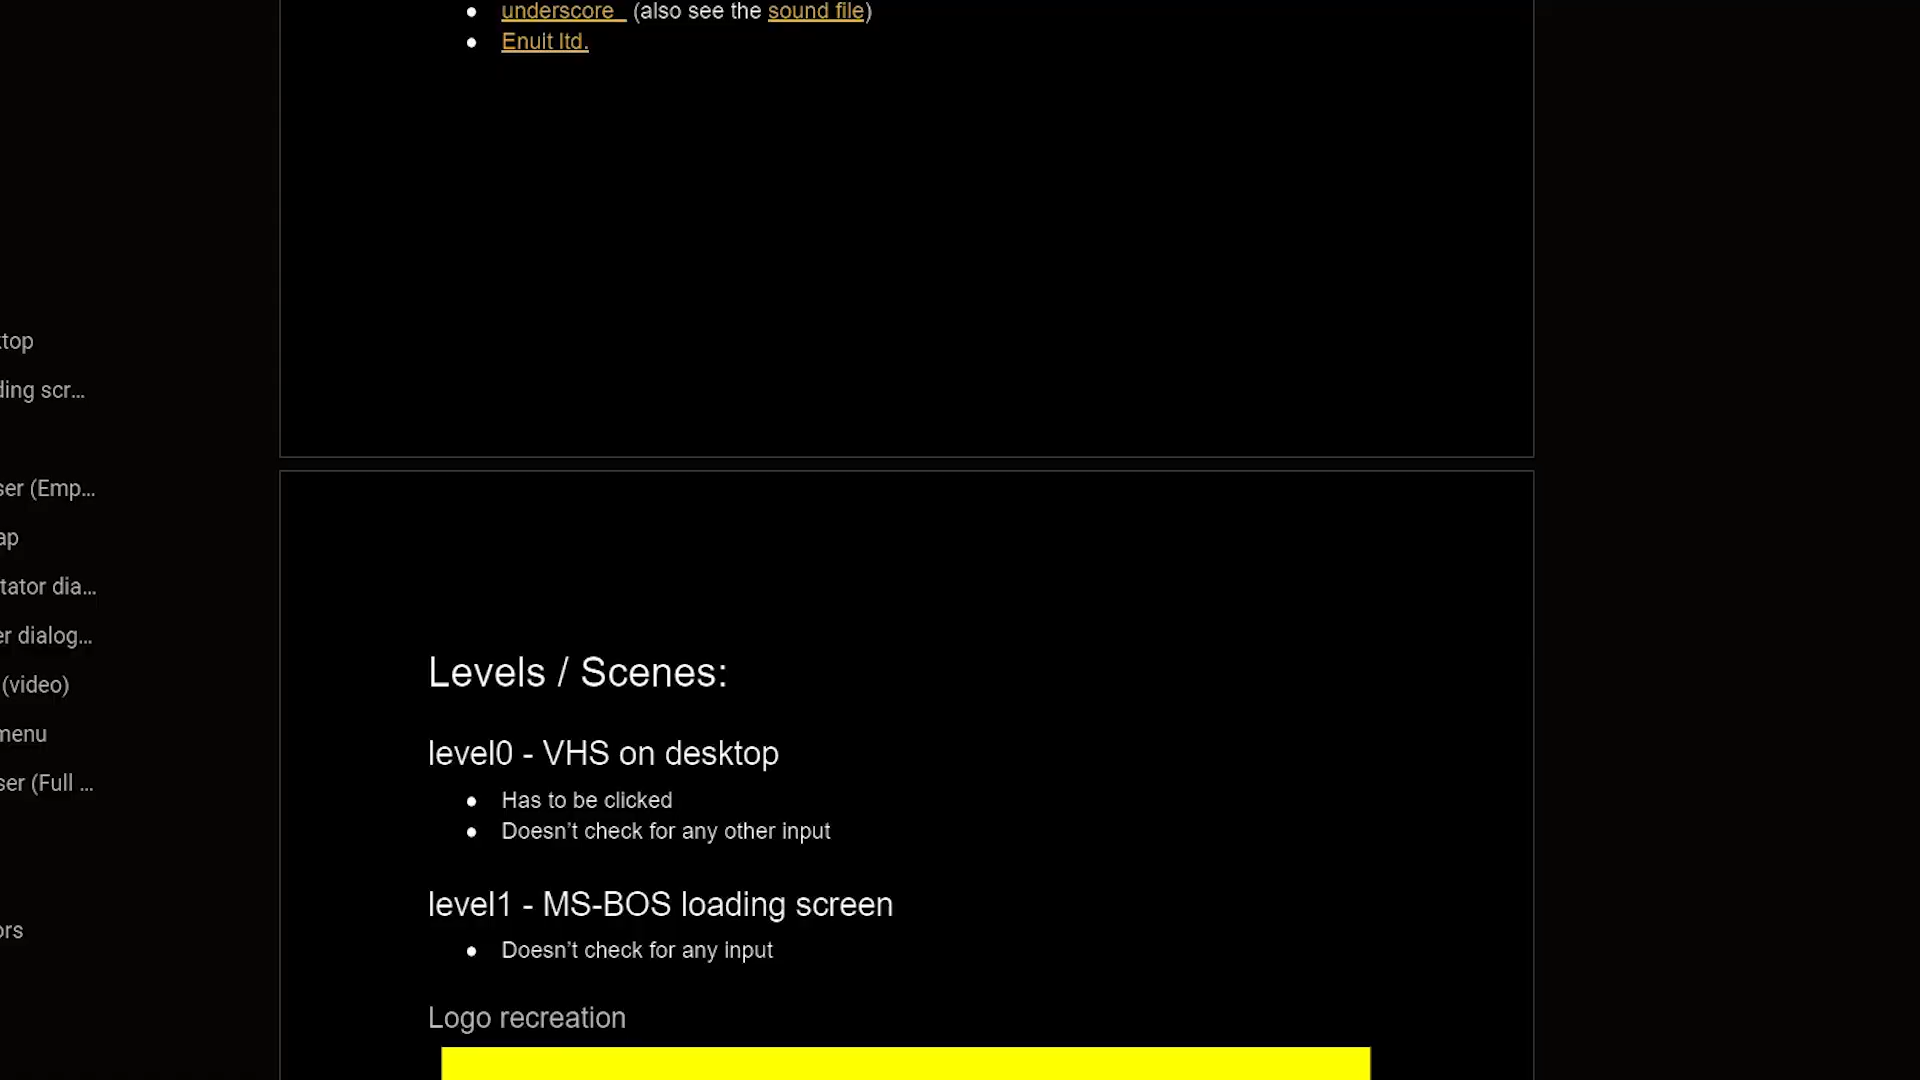 underscore_ (also see the sound file)
Enuit ltd.
top
ding scr...
ser (Emp...
ap
tator dia...
er dialog...
(video)
menu
ser (Full ...
ors
Levels / Scenes:
level0 - VHS on desktop
Has to be clicked
Doesn’t check for any other input
level1 - MS-BOS loading screen
Doesn’t check for any input
Logo recreation